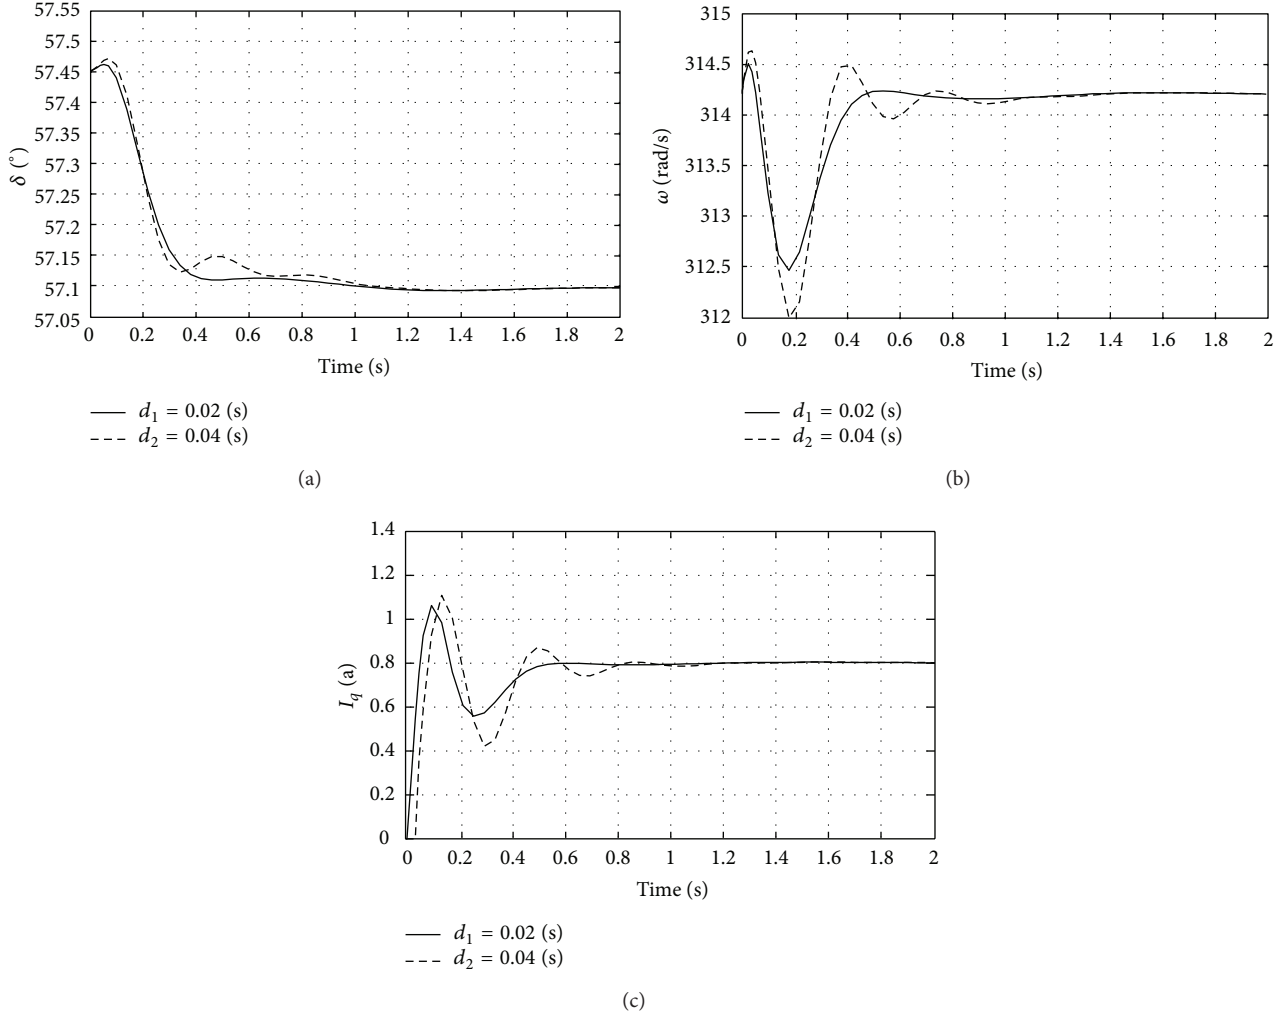 57.55
57.5
57.45
57.4
57.35
57.3
57.25
57.2
57.15
57.1
57.05
δ (°)
0 0.2 0.4 0.6 0.8 1 1.2 1.4 1.6 1.8 2
Time (s)
d1 = 0.02 (s)
d2 = 0.04 (s)
(a)
315
314.5
314
313.5
313
312.5
312
ω (rad/s)
0 0.2 0.4 0.6 0.8 1 1.2 1.4 1.6 1.8 2
Time (s)
d1 = 0.02 (s)
d2 = 0.04 (s)
(b)
1.4
1.2
1
0.8
0.6
0.4
0.2
0
Iq (a)
0 0.2 0.4 0.6 0.8 1 1.2 1.4 1.6 1.8 2
Time (s)
d1 = 0.02 (s)
d2 = 0.04 (s)
(c)